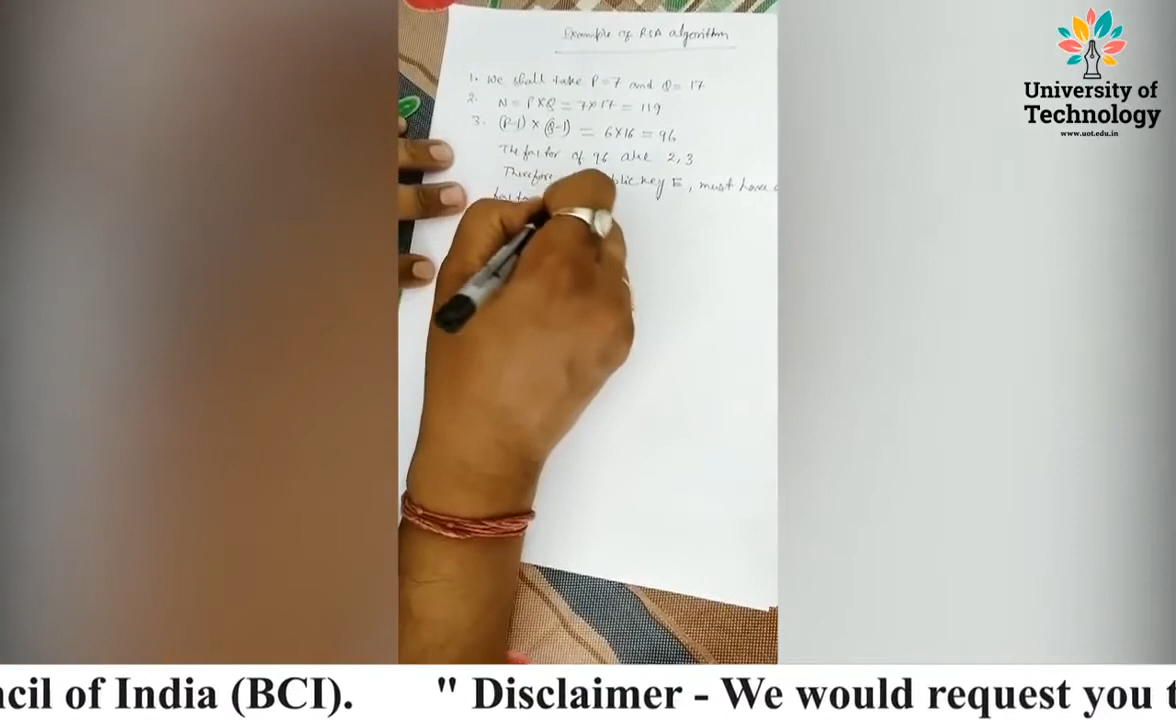 Example of RSA algorithm
1. We shall take P=7 and Q= 17
2. N= P×Q = 7×17 = 119
3. (P-1) × (Q-1) = 6×16 = 96
The factor of 96 are 2, 3
Therefore key E, must have
University of
Technology
www.uot.edu.in
of India (BCI). " Disclaimer - We would request you